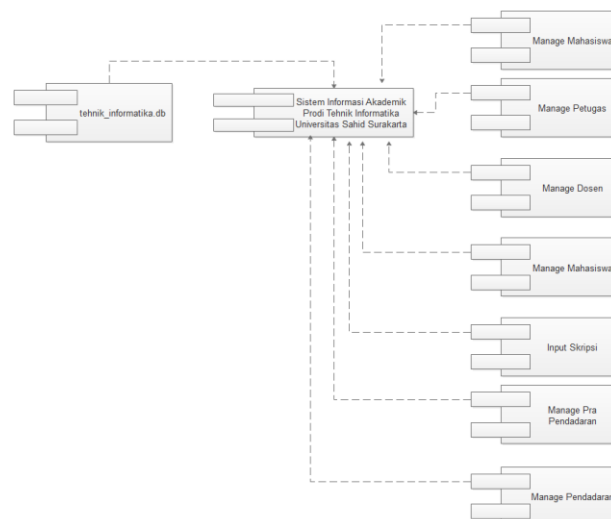 Manage Mahasiswa
tehnik_informatika.db
Sistem Informasi Akademik
Prodi Tehnik Informatika
Universitas Sahid Surakarta
Manage Petugas
Manage Dosen
Manage Mahasiswa
Input Skripsi
Manage Pra
Pendadaran
Manage Pendadaran